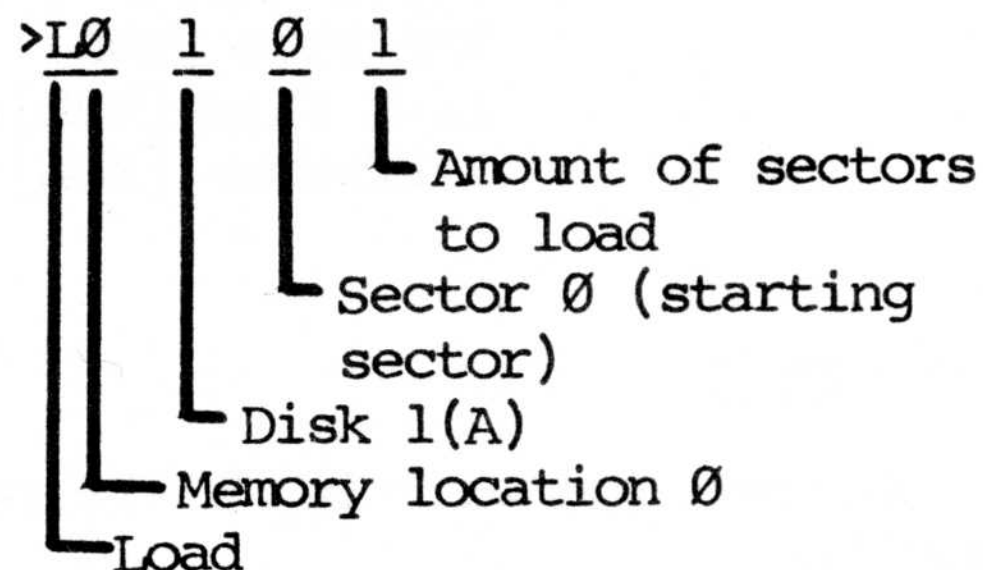 >LØ 1 Ø 1
Amount of sectors
to load
Sector Ø (starting
sector)
Disk 1(A)
Memory location Ø
Load